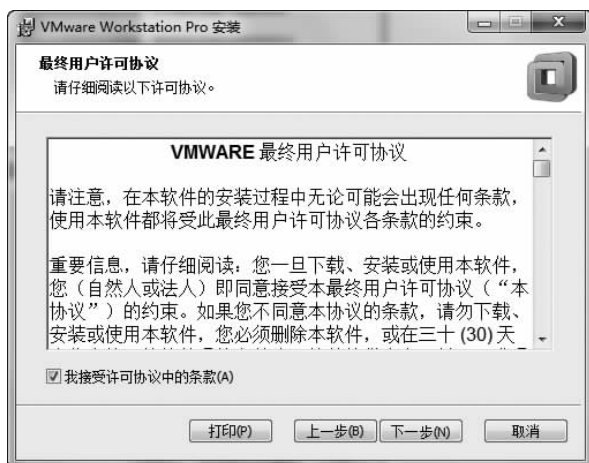 VMware Workstation Pro 安装
最终用户许可协议
请仔细阅读以下许可协议。
VMWARE 最终用户许可协议
请注意，在本软件的安装过程中无论可能会出现任何条款，
使用本软件都将受此最终用户许可协议各条款的约束。
重要信息，请仔细阅读：您一旦下载、安装或使用本软件，
您（自然人或法人）即同意接受本最终用户许可协议（“本
协议”）的约束。如果您不同意本协议的条款，请勿下载、
安装或使用本软件，您必须删除本软件，或在三十 (30) 天
我接受许可协议中的条款(A)
打印(P)
上一步(B)
下一步(N)
取消